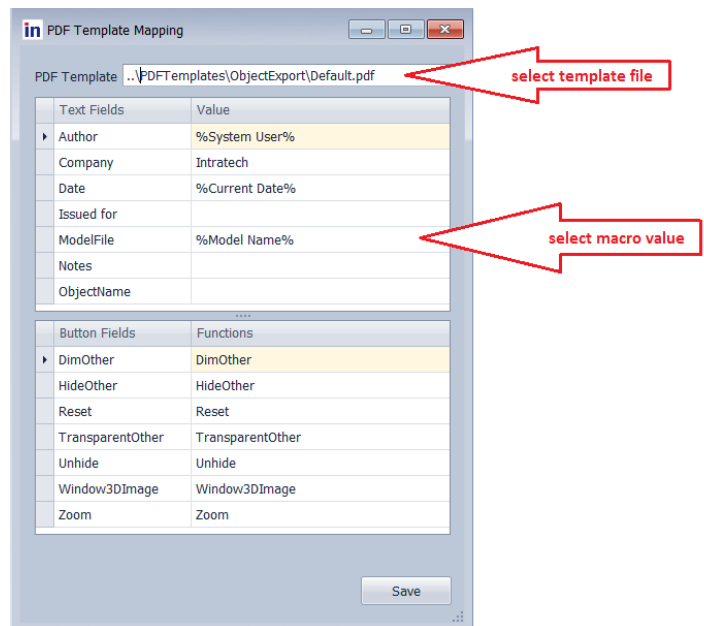 in PDF Template Mapping
PDF Template ..\PDFTemplates\ObjectExport\Default.pdf
select template file
Text Fields Value
Author %System User%
Company Intratech
Date %Current Date%
Issued for
ModelFile %Model Name%
select macro value
Notes
ObjectName
Button Fields Functions
DimOther DimOther
HideOther HideOther
Reset Reset
TransparentOther TransparentOther
Unhide Unhide
Window3DImage Window3DImage
Zoom Zoom
Save